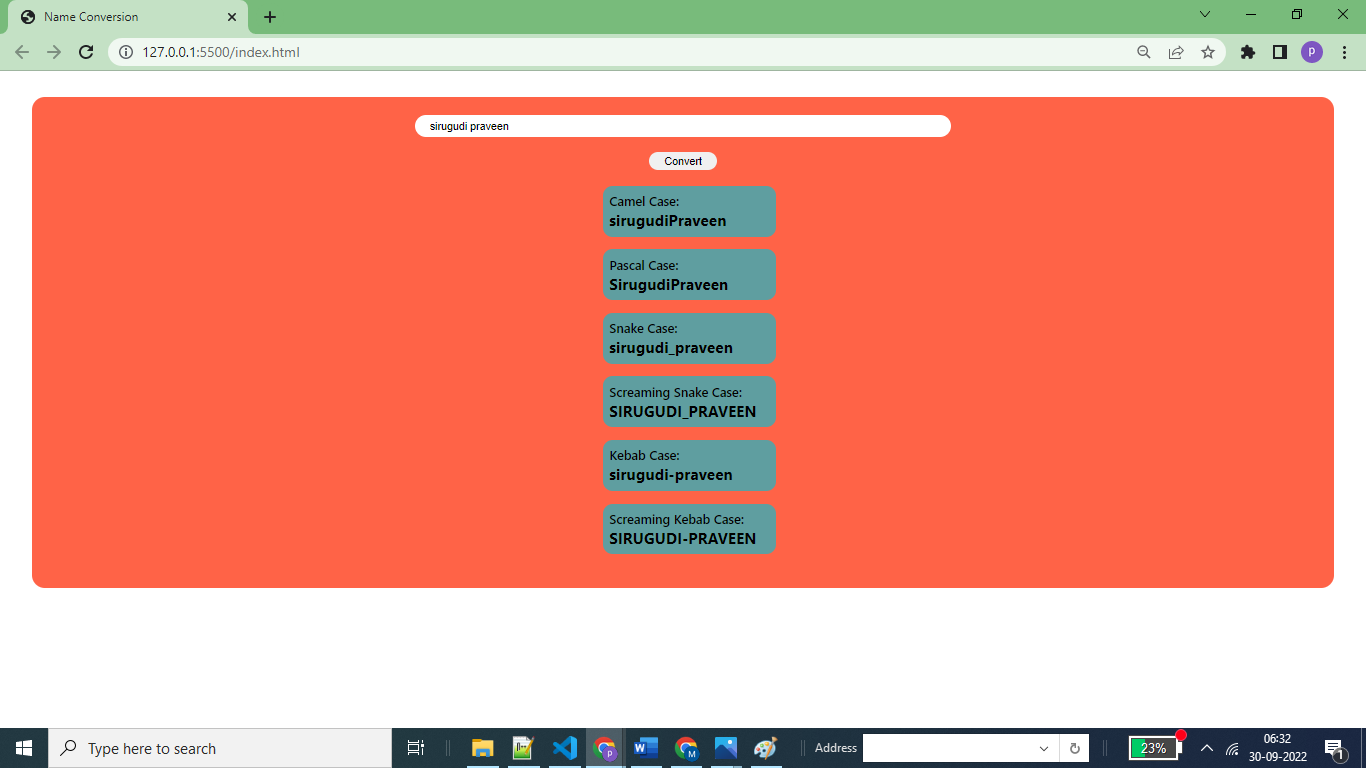 Name Conversion
127.0.0.1:5500/index.html
p
sirugudi praveen
Convert
Camel Case:
sirugudiPraveen
Pascal Case:
SirugudiPraveen
Snake Case:
sirugudi_praveen
Screaming Snake Case:
SIRUGUDI_PRAVEEN
Kebab Case:
sirugudi-praveen
Screaming Kebab Case:
SIRUGUDI-PRAVEEN
Type here to search
p
W
M
Address
23%
06:32
30-09-2022
1